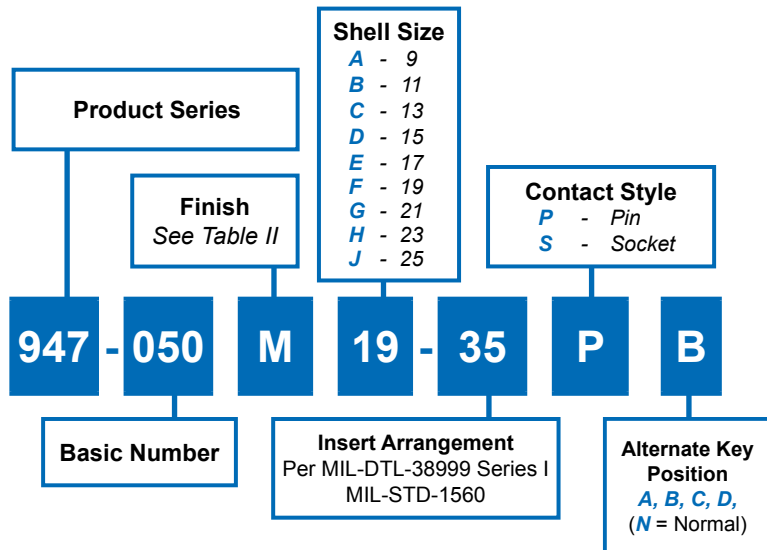 Shell Size
A - 9
B - 11
C - 13
D - 15
E - 17
F - 19
G - 21
H - 23
J - 25
Product Series
Finish
See Table II
Contact Style
P - Pin
S - Socket
947 - 050 M 19 - 35 P B
Basic Number
Insert Arrangement
Per MIL-DTL-38999 Series I
MIL-STD-1560
Alternate Key
Position
A, B, C, D,
(N = Normal)